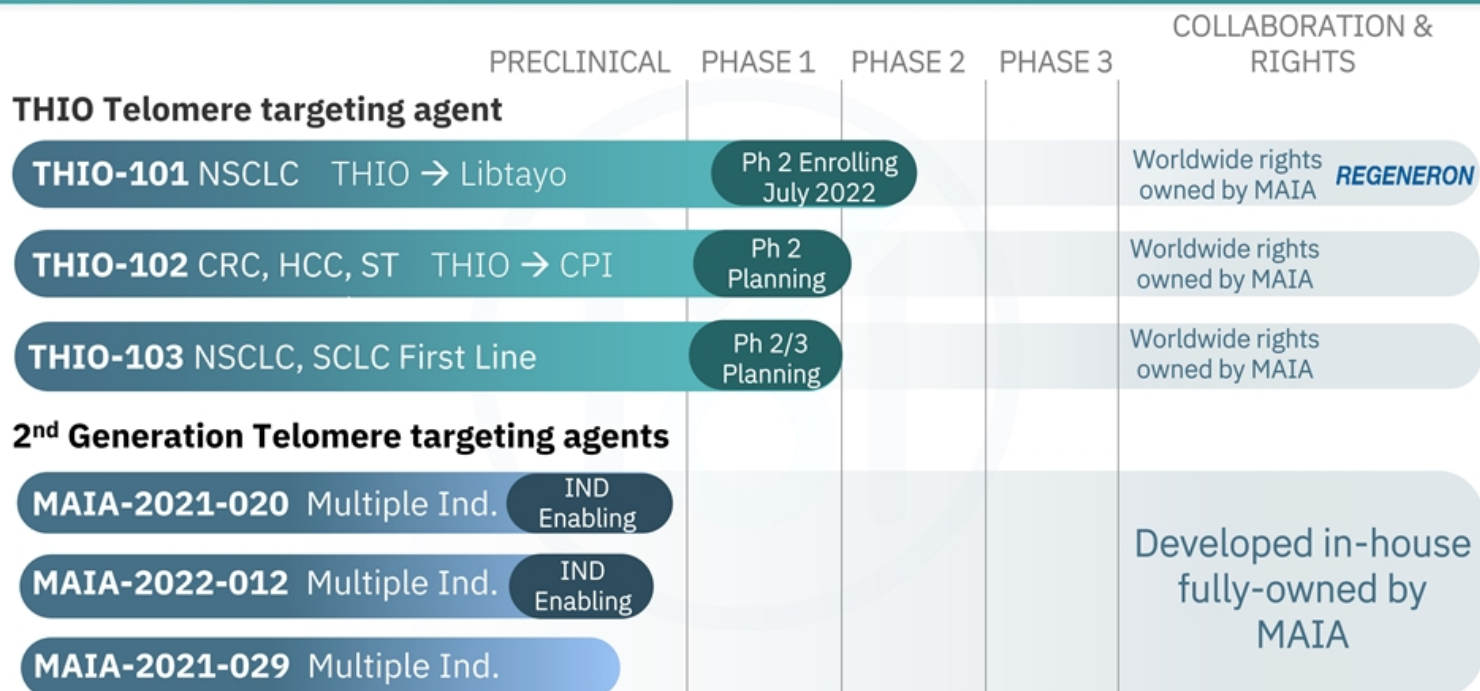 COLLABORATION &
PRECLINICAL PHASE 1 PHASE 2 PHASE 3 RIGHTS
THIO Telomere targeting agent
THIO-101 NSCLC THIO → Libtayo
Ph 2 Enrolling
July 2022
Worldwide rights
owned by MAIA
REGENERON
THIO-102 CRC, HCC, ST THIO → CPI
Ph 2
Planning
Worldwide rights
owned by MAIA
THIO-103 NSCLC, SCLC First Line
Ph 2/3
Planning
Worldwide rights
owned by MAIA
2nd Generation Telomere targeting agents
MAIA-2021-020 Multiple Ind.
IND
Enabling
MAIA-2022-012 Multiple Ind.
IND
Enabling
MAIA-2021-029 Multiple Ind.
Developed in-house
fully-owned by
MAIA